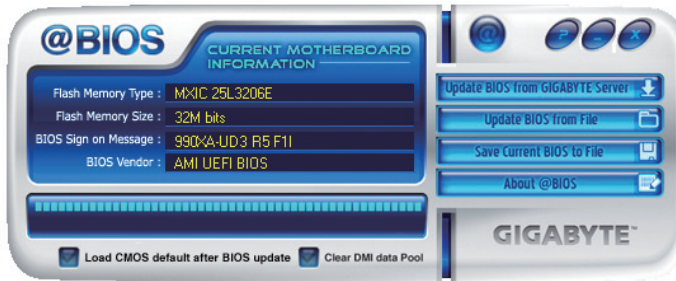 @BIOS
CURRENT MOTHERBOARD
INFORMATION
Flash Memory Type : MXIC 25L3206E
Flash Memory Size : 32M bits
BIOS Sign on Message : 990XA-UD3 R5 F1I
BIOS Vendor : AMI UEFI BIOS
Load CMOS default after BIOS update
Clear DMI data Pool
@
? _ X
Update BIOS from GIGABYTE Server
Update BIOS from File
Save Current BIOS to File
About @BIOS
GIGABYTE™